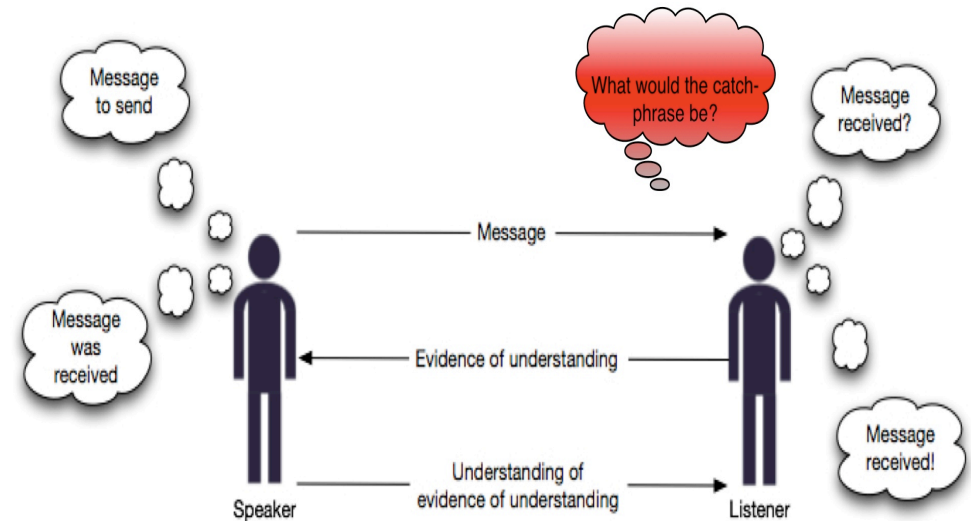 Message
to send
What would the catch-
phrase be?
Message
received?
Message
Message
was
received
Evidence of understanding
Message
received!
Understanding of
evidence of understanding
Speaker
Listener